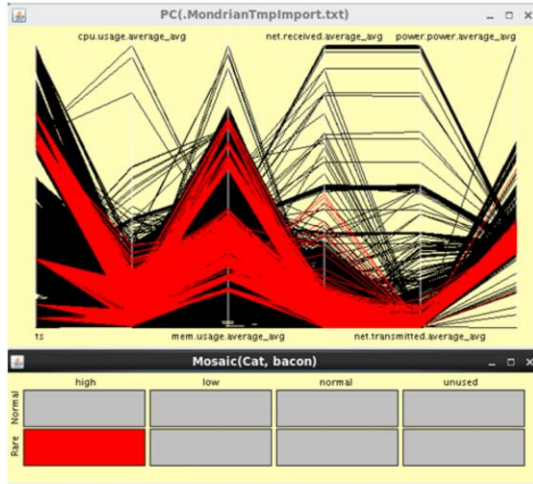 PC(.MondrianTmpImport.txt)
cpu.usage.average_avg net.received.average_avg power.power.average_avg
ts mem.usage.average_avg net.transmitted.average_avg
Mosaic(Cat, bacon)
high low normal unused
Normal
Rare